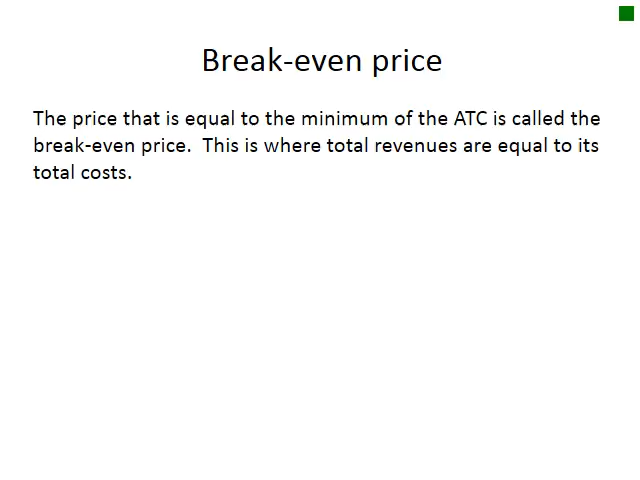 Break-even price
The price that is equal to the minimum of the ATC is called the
break-even price.  This is where total revenues are equal to its
total costs.